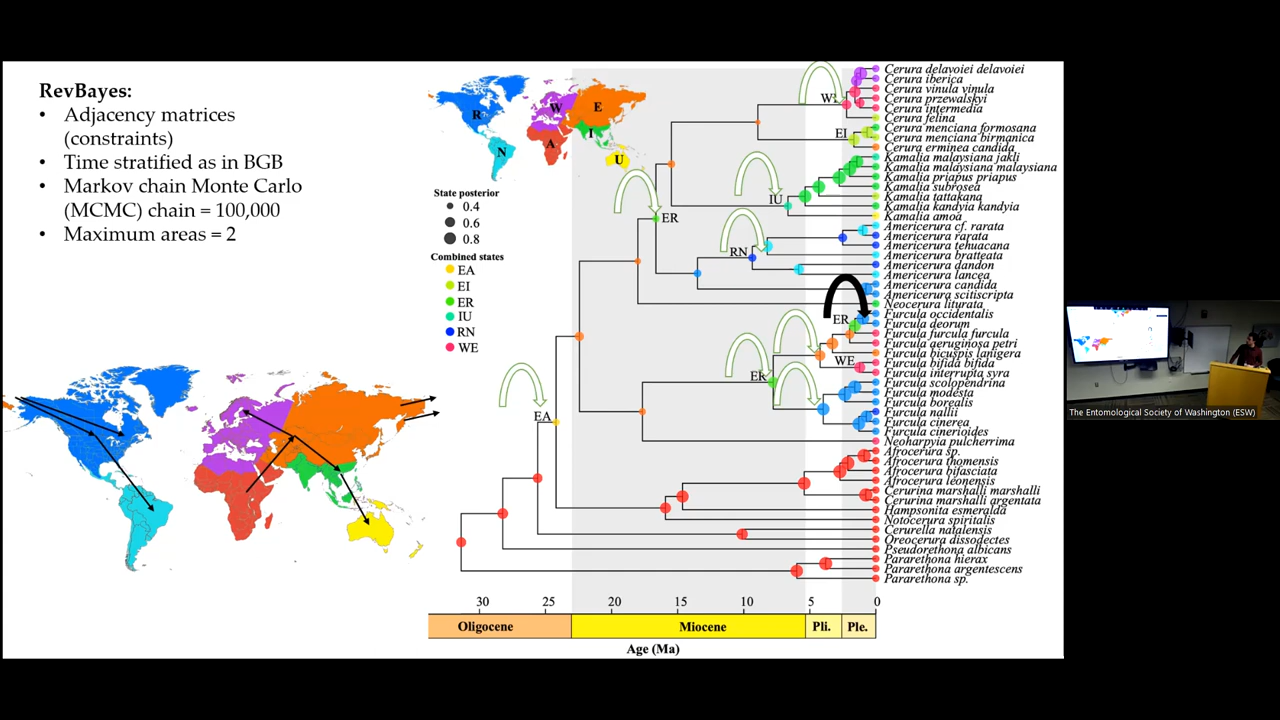 RevBayes:
• Adjacency matrices
(constraints)
• Time stratified as in BGB
• Markov chain Monte Carlo
(MCMC) chain = 100,000
• Maximum areas = 2
R
W
E
I
A
N
U
State posterior
0.4
0.6
0.8
Combined states
EA
EI
ER
IU
RN
WE
EI
IU
ER
RN
ER
WE
ER
EA
Cerura delavoiei delavoiei
Cerura iberica
Cerura vinula vinula
Cerura przewalskyi
Cerura intermedia
Cerura felina
Cerura menciana formosana
Cerura menciana birmanica
Cerura erminea candida
Kamalia malaysiana jakli
Kamalia malaysiana malaysiana
Kamalia priapus priapus
Kamalia subrosea
Kamalia tattakana
Kamalia kandyia kandyia
Kamalia amoa
Americerura cf. rarata
Americerura rarata
Americerura tehuacana
Americerura bratteata
Americerura dandon
Americerura lancea
Americerura candida
Americerura scitiscripta
Neocerura liturata
Furcula occidentalis
Furcula deorum
Furcula furcula furcula
Furcula aeruginosa petri
Furcula bicuspis lanigera
Furcula bifida bifida
Furcula interrupta syra
Furcula scolopendrina
Furcula modesta
Furcula borealis
Furcula nallii
Furcula cinerea
Furcula cinerioides
Neoharpyia pulcherrima
Afrocerura sp.
Afrocerura thomensis
Afrocerura bifasciata
Afrocerura leonensis
Cerurina marshalli marshalli
Cerurina marshalli argentata
Hampsonita esmeralda
Notocerura spiritalis
Cerurella natalensis
Oreocerura dissodectes
Pseudorethona albicans
Pararethona hierax
Pararethona argentescens
Pararethona sp.
30 25 20 15 10 5 0
Oligocene Miocene Pli. Ple.
Age (Ma)
The Entomological Society of Washington (ESW)